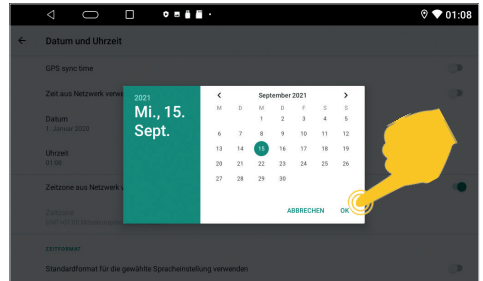 01:08
Datum und Uhrzeit
GPS sync time
Zeit aus Netzwerk verwe
Datum
1. Januar 2020
Uhrzeit
01:08
Zeitzone aus Netzwerk v
Zeitzone
ZEITFORMAT
Standardformat für die gewählte Spracheinstellung verwenden
2021
Mi., 15.
Sept.
September 2021
M D M D F S S
1 2 3 4 5
6 7 8 9 10 11 12
13 14 15 16 17 18 19
20 21 22 23 24 25 26
27 28 29 30
ABBRECHEN OK